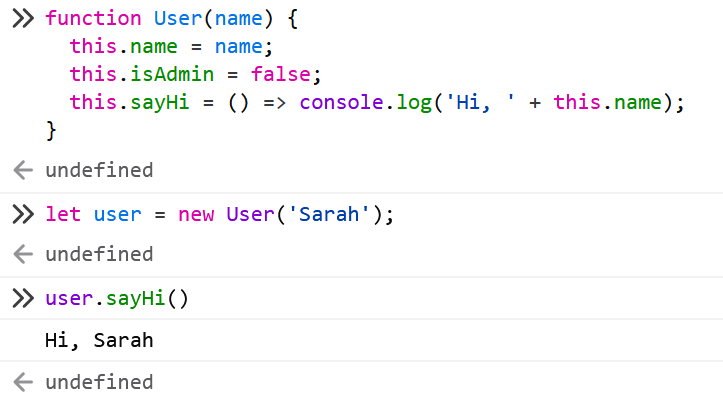 >> function User(name) {
  this.name = name;
  this.isAdmin = false;
  this.sayHi = () => console.log('Hi, ' + this.name);
}
← undefined
>> let user = new User('Sarah');
← undefined
>> user.sayHi()
Hi, Sarah
← undefined